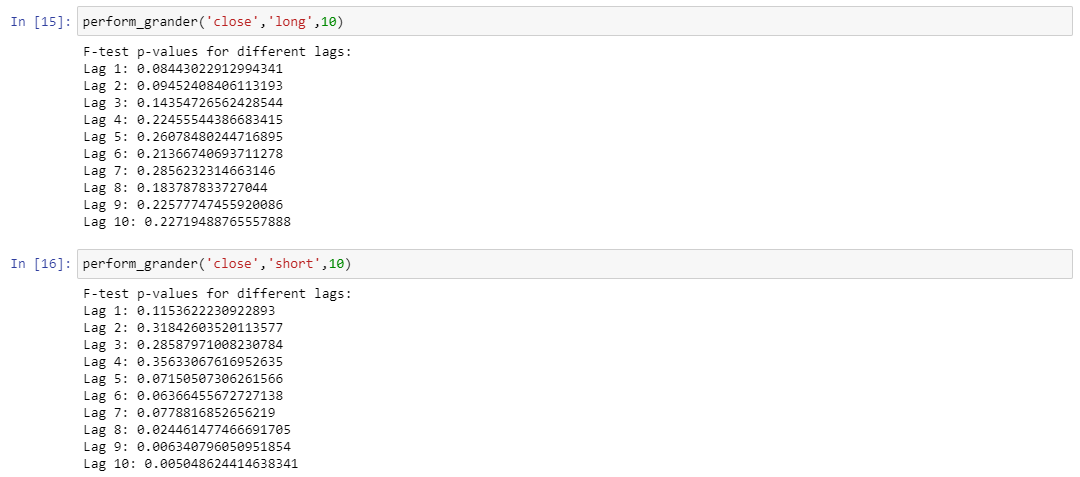 In [15]: perform_grander('close','long',10)
F-test p-values for different lags:
Lag 1: 0.08443022912994341
Lag 2: 0.09452408406113193
Lag 3: 0.14354726562428544
Lag 4: 0.22455544386683415
Lag 5: 0.26078480244716895
Lag 6: 0.21366740693711278
Lag 7: 0.2856232314663146
Lag 8: 0.183787833727044
Lag 9: 0.22577747455920086
Lag 10: 0.22719488765557888
In [16]: perform_grander('close','short',10)
F-test p-values for different lags:
Lag 1: 0.1153622230922893
Lag 2: 0.31842603520113577
Lag 3: 0.28587971008230784
Lag 4: 0.35633067616952635
Lag 5: 0.07150507306261566
Lag 6: 0.06366455672727138
Lag 7: 0.0778816852656219
Lag 8: 0.024461477466691705
Lag 9: 0.006340796050951854
Lag 10: 0.005048624414638341